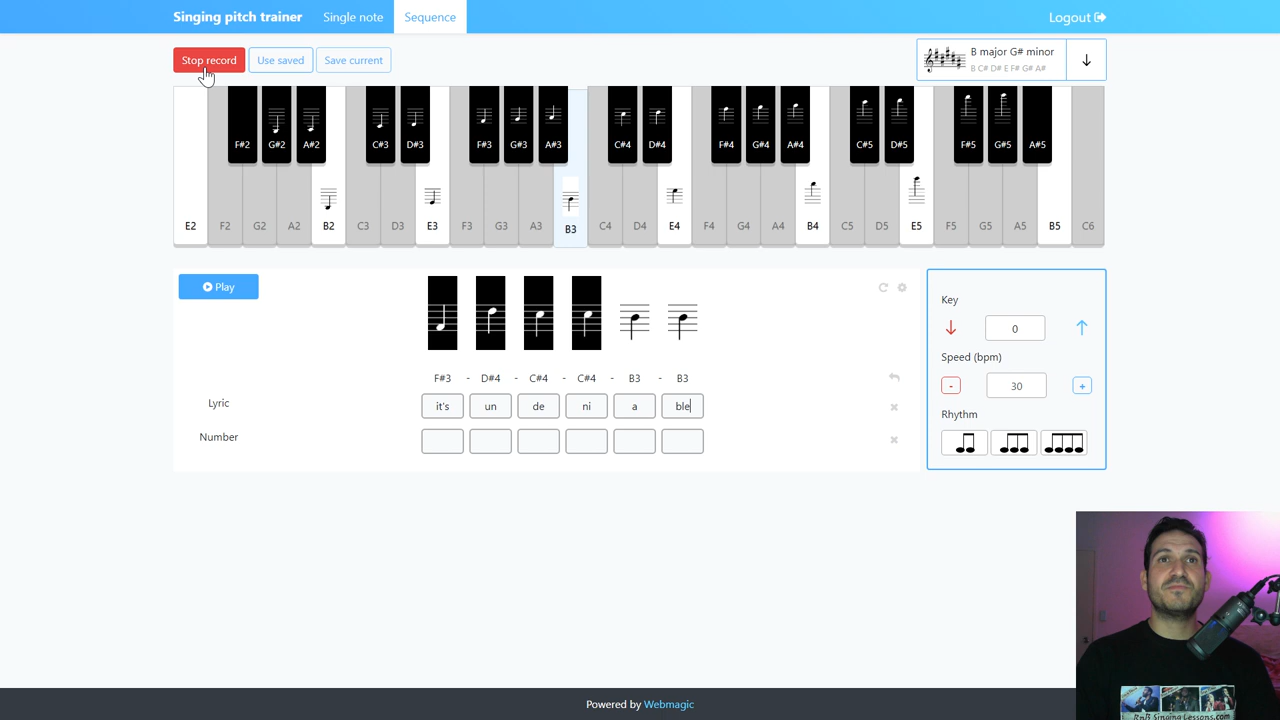 Singing pitch trainer Single note Sequence Logout
Stop record Use saved Save current
B major G# minor
B C# D# E F# G# A#
F#2 G#2 A#2 C#3 D#3 F#3 G#3 A#3 C#4 D#4 F#4 G#4 A#4 C#5 D#5 F#5 G#5 A#5
E2 F2 G2 A2 B2 C3 D3 E3 F3 G3 A3 B3 C4 D4 E4 F4 G4 A4 B4 C5 D5 E5 F5 G5 A5 B5 C6
Play
F#3 - D#4 - C#4 - C#4 - B3 - B3
Lyric it's un de ni a ble
Number
Key
0
Speed (bpm)
- 30 +
Rhythm
Powered by Webmagic
RnBSingingLessons.com